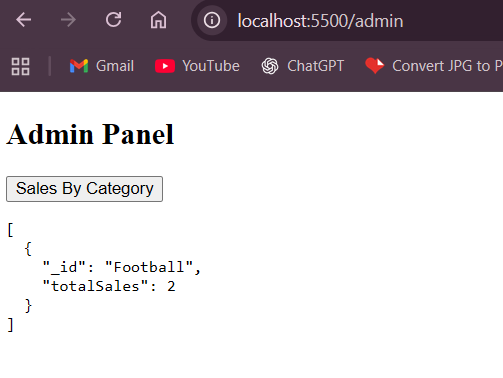 localhost:5500/admin
Gmail YouTube ChatGPT Convert JPG to P
Admin Panel
Sales By Category
[
  {
    "_id": "Football",
    "totalSales": 2
  }
]